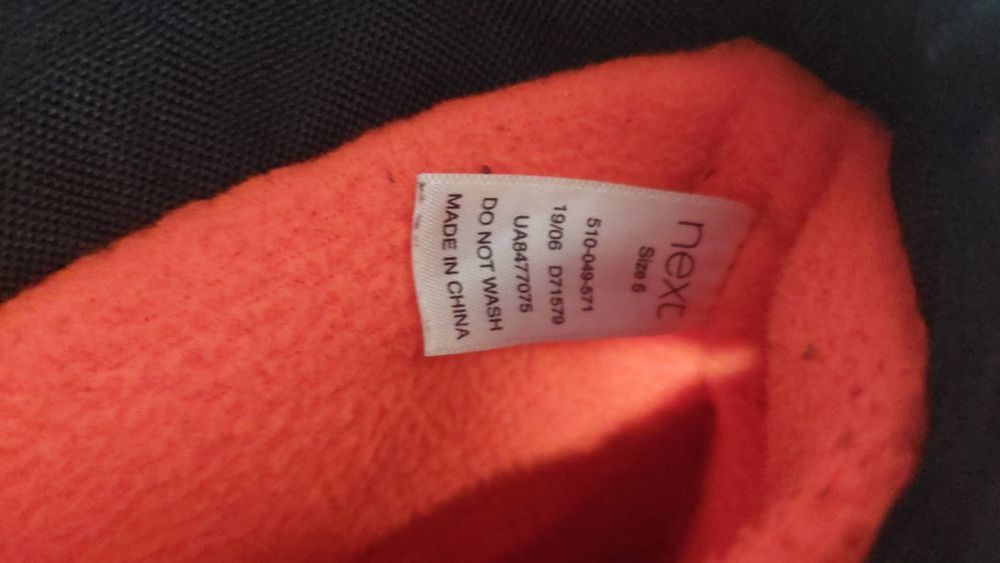 next
Size 6
510-049-571
19/06 D71579
UA8477075
DO NOT WASH
MADE IN CHINA